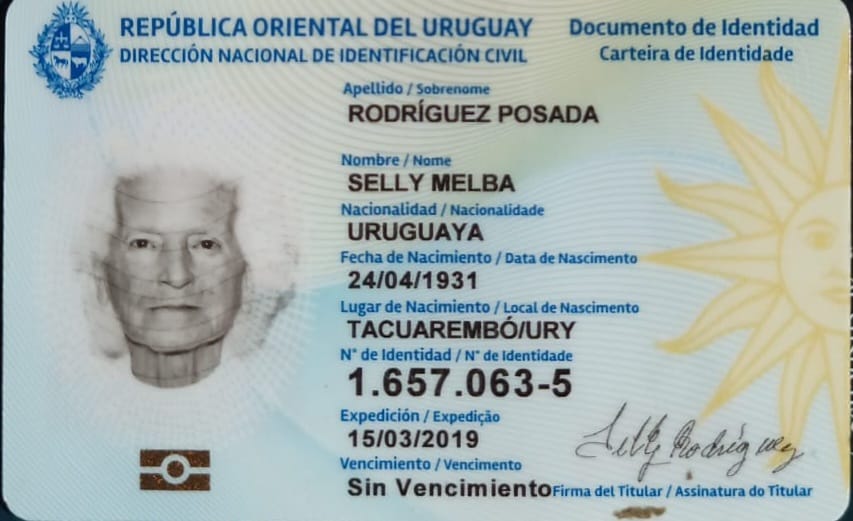 REPÚBLICA ORIENTAL DEL URUGUAY
DIRECCIÓN NACIONAL DE IDENTIFICACIÓN CIVIL
Documento de Identidad
Carteira de Identidade
Apellido / Sobrenome
RODRÍGUEZ POSADA
Nombre / Nome
SELLY MELBA
Nacionalidad / Nacionalidade
URUGUAYA
Fecha de Nacimiento / Data de Nascimento
24/04/1931
Lugar de Nacimiento / Local de Nascimento
TACUAREMBÓ/URY
N° de Identidad / N° de Identidade
1.657.063-5
Expedición / Expedição
15/03/2019
Vencimiento / Vencimento
Sin Vencimiento
Selly Rodríguez
Firma del Titular / Assinatura do Titular